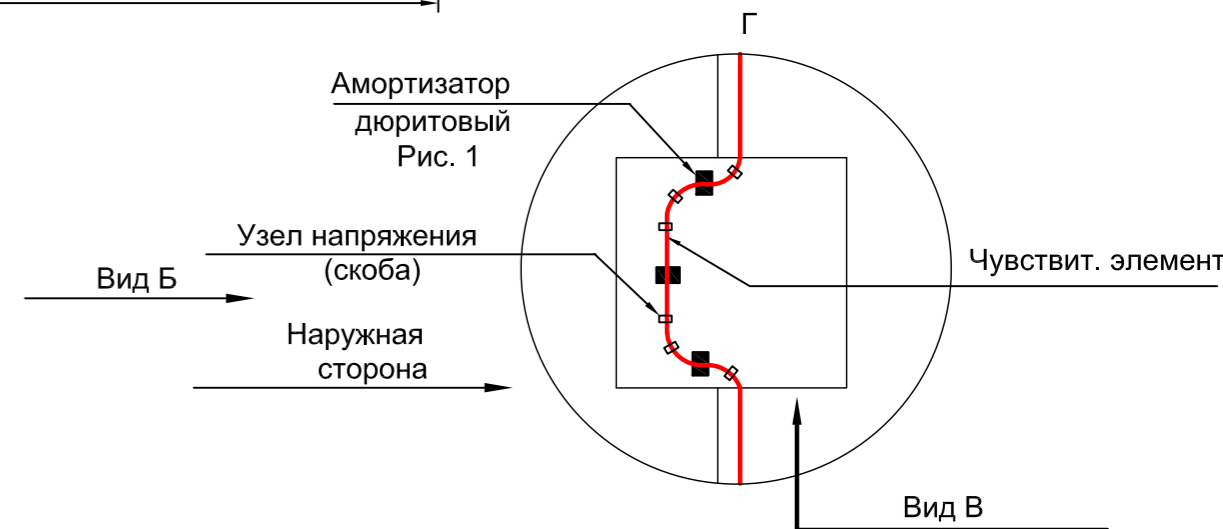 Г
Амортизатор
дюритовый
Рис. 1
Узел напряжения
(скоба)
Чувствит. элемент
Вид Б
Наружная
сторона
Вид В